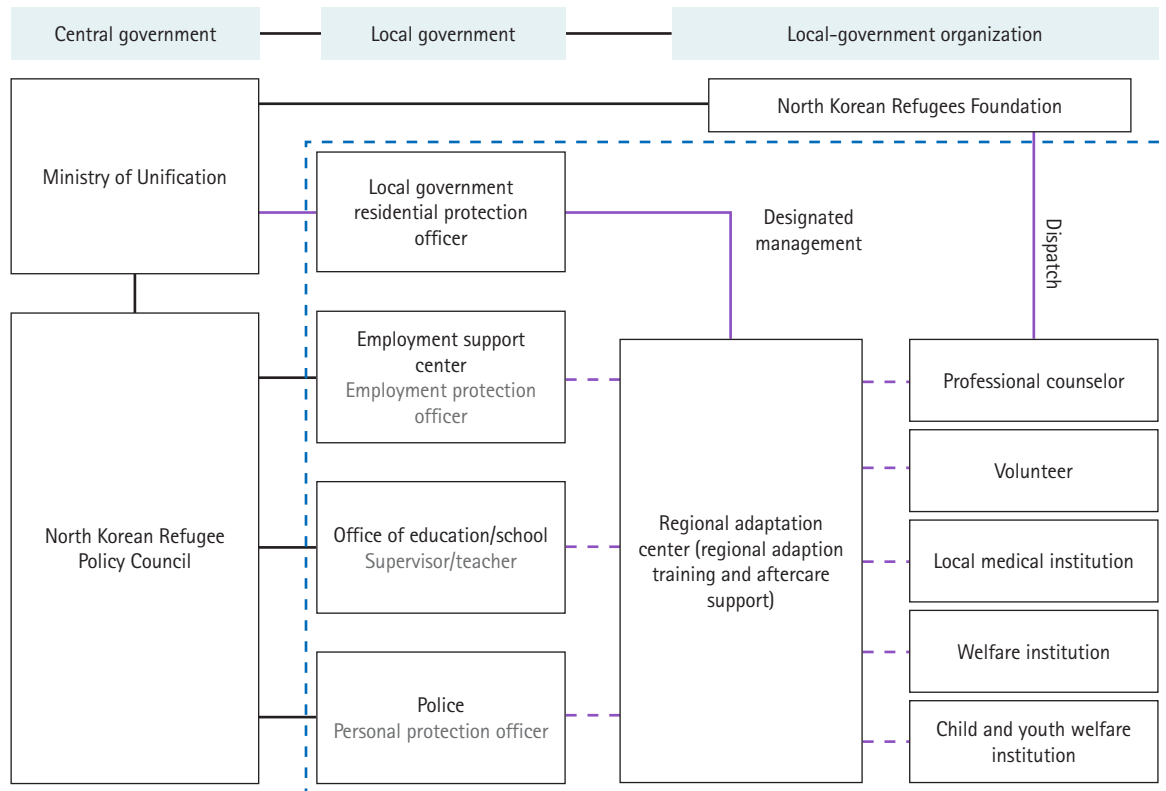 Central government
Local government
Local-government organization
North Korean Refugees Foundation
Ministry of Unification
Local government
residential protection
officer
Designated
management
Dispatch
Employment support
center
Employment protection
officer
Professional counselor
Volunteer
North Korean Refugee
Policy Council
Office of education/school
Supervisor/teacher
Regional adaptation
center (regional adaption
training and aftercare
support)
Local medical institution
Welfare institution
Police
Personal protection officer
Child and youth welfare
institution